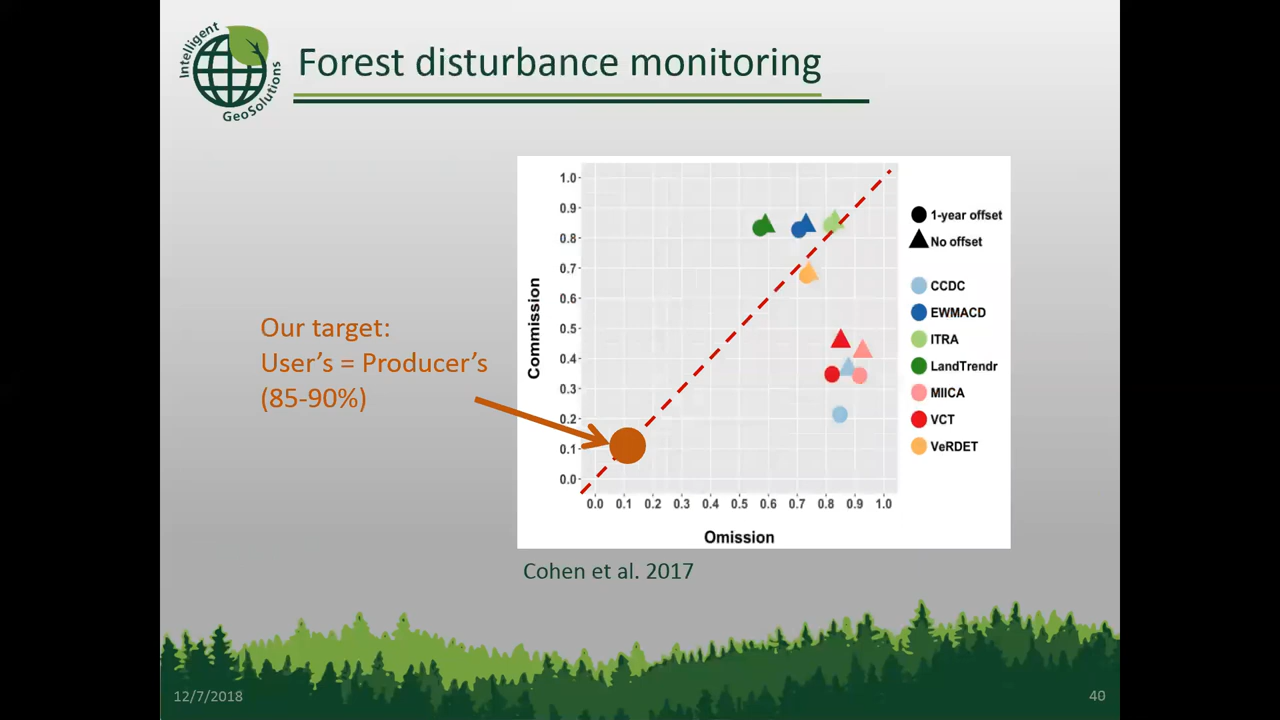 Intelligent
GeoSolutions
Forest disturbance monitoring
Our target:
User's = Producer's
(85-90%)
Commission
1.0
0.9
0.8
0.7
0.6
0.5
0.4
0.3
0.2
0.1
0.0
0.0 0.1 0.2 0.3 0.4 0.5 0.6 0.7 0.8 0.9 1.0
Omission
1-year offset
No offset
CCDC
EWMACD
ITRA
LandTrendr
MIICA
VCT
VeRDET
Cohen et al. 2017
12/7/2018
40